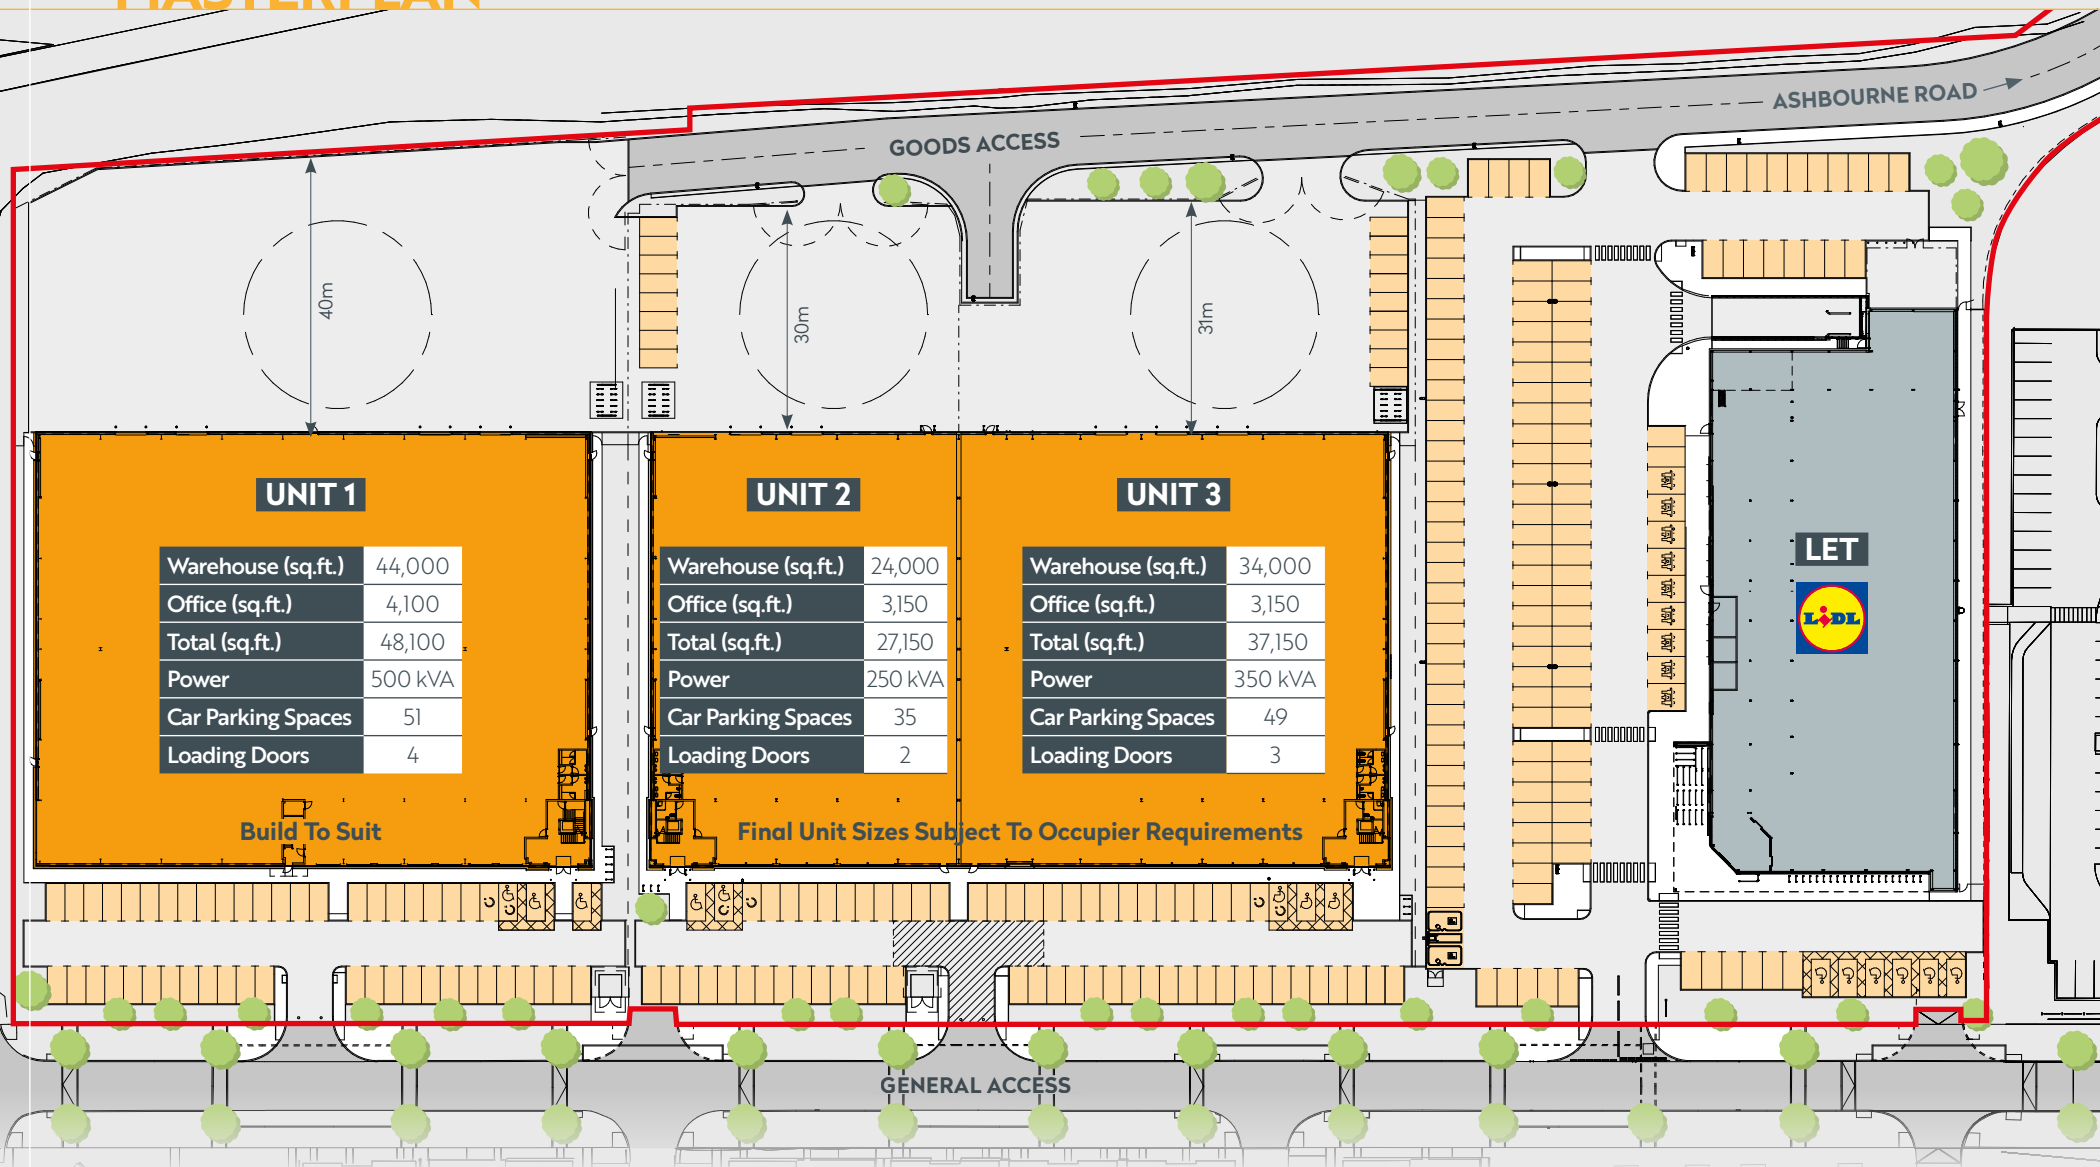 MASTERPLAN
ASHBOURNE ROAD
GOODS ACCESS
40m
30m
31m
UNIT 1
Warehouse (sq.ft.) 44,000
Office (sq.ft.) 4,100
Total (sq.ft.) 48,100
Power 500 kVA
Car Parking Spaces 51
Loading Doors 4
Build To Suit
UNIT 2
Warehouse (sq.ft.) 24,000
Office (sq.ft.) 3,150
Total (sq.ft.) 27,150
Power 250 kVA
Car Parking Spaces 35
Loading Doors 2
UNIT 3
Warehouse (sq.ft.) 34,000
Office (sq.ft.) 3,150
Total (sq.ft.) 37,150
Power 350 kVA
Car Parking Spaces 49
Loading Doors 3
Final Unit Sizes Subject To Occupier Requirements
LET
LIDL
GENERAL ACCESS